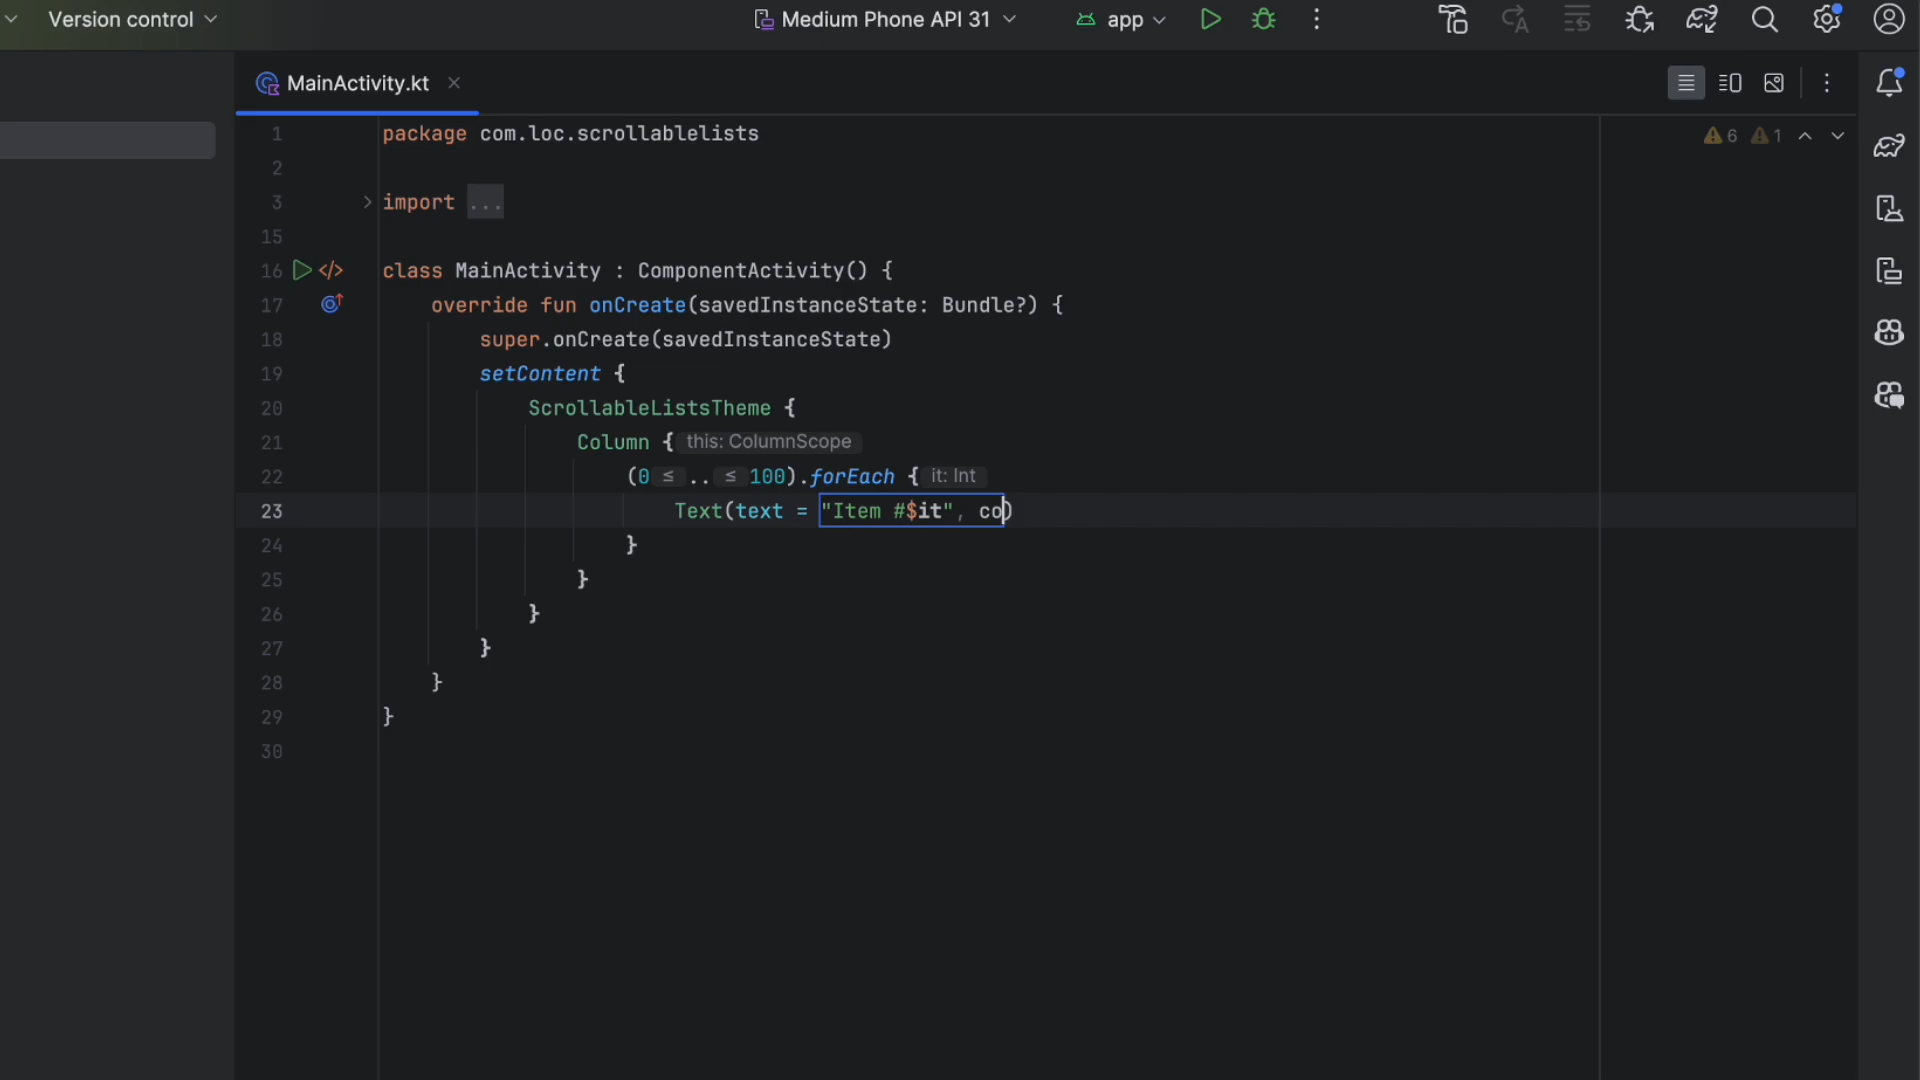 Version control
Medium Phone API 31
app
MainActivity.kt
6 1
1 package com.loc.scrollablelists
2
3 import ...
15
16 class MainActivity : ComponentActivity() {
17 override fun onCreate(savedInstanceState: Bundle?) {
18 super.onCreate(savedInstanceState)
19 setContent {
20 ScrollableListsTheme {
21 Column { this: ColumnScope
22 (0 ≤ .. ≤ 100).forEach { it: Int
23 Text(text = "Item #$it", co)
24 }
25 }
26 }
27 }
28 }
29 }
30